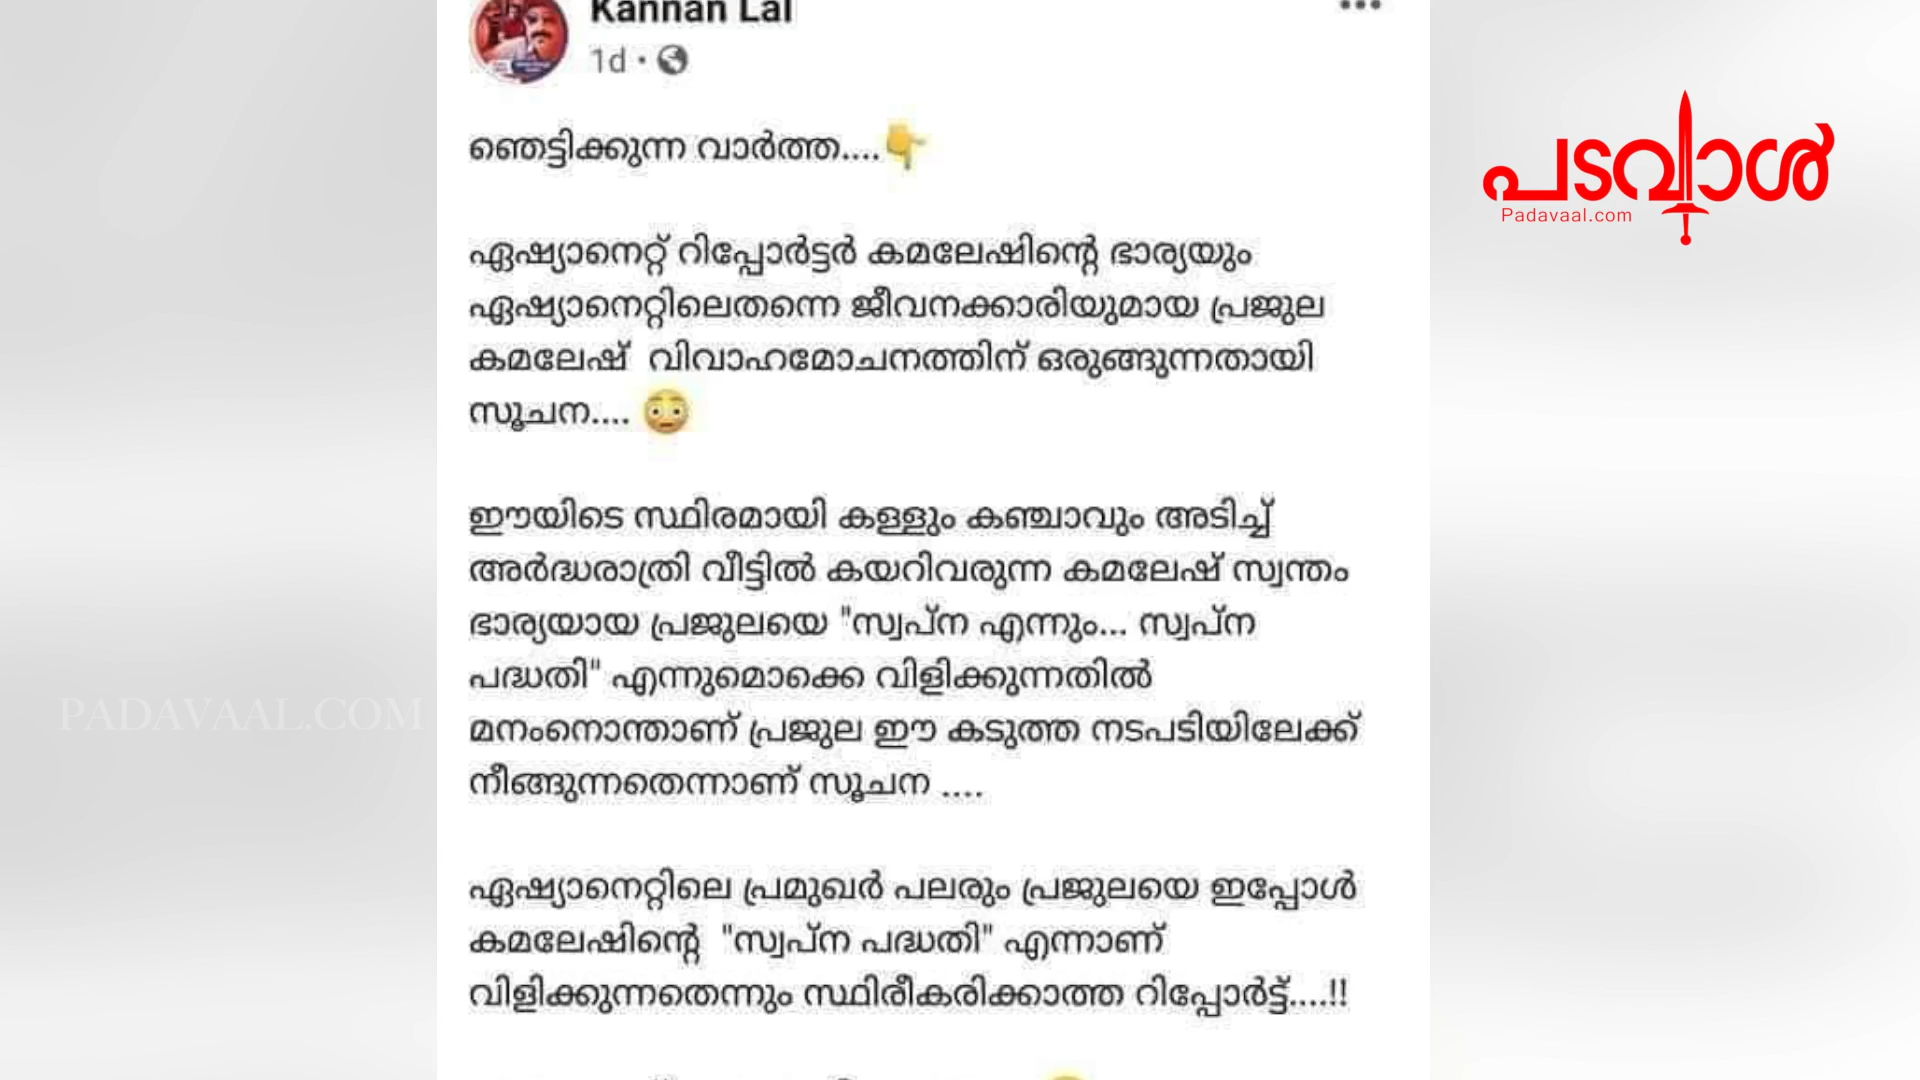 Kannan Lal
1d
ഞെട്ടിക്കുന്ന വാർത്ത....👇
ഏഷ്യാനെറ്റ് റിപ്പോർട്ടർ കമലേഷിന്റെ ഭാര്യയും
ഏഷ്യാനെറ്റിലെതന്നെ ജീവനക്കാരിയുമായ പ്രജുല
കമലേഷ് വിവാഹമോചനത്തിന് ഒരുങ്ങുന്നതായി
സൂചന.... 😳
ഈയിടെ സ്ഥിരമായി കള്ളും കഞ്ചാവും അടിച്ച്
അർദ്ധരാത്രി വീട്ടിൽ കയറിവരുന്ന കമലേഷ് സ്വന്തം
ഭാര്യയായ പ്രജുലയെ "സ്വപ്ന എന്നും... സ്വപ്ന
പദ്ധതി" എന്നുമൊക്കെ വിളിക്കുന്നതിൽ
മനംനൊന്താണ് പ്രജുല ഈ കടുത്ത നടപടിയിലേക്ക്
നീങ്ങുന്നതെന്നാണ് സൂചന ....
ഏഷ്യാനെറ്റിലെ പ്രമുഖർ പലരും പ്രജുലയെ ഇപ്പോൾ
കമലേഷിന്റെ "സ്വപ്ന പദ്ധതി" എന്നാണ്
വിളിക്കുന്നതെന്നും സ്ഥിരീകരിക്കാത്ത റിപ്പോർട്ട്....!!
പടവാൾ
Padavaal.com
PADAVAAL.COM